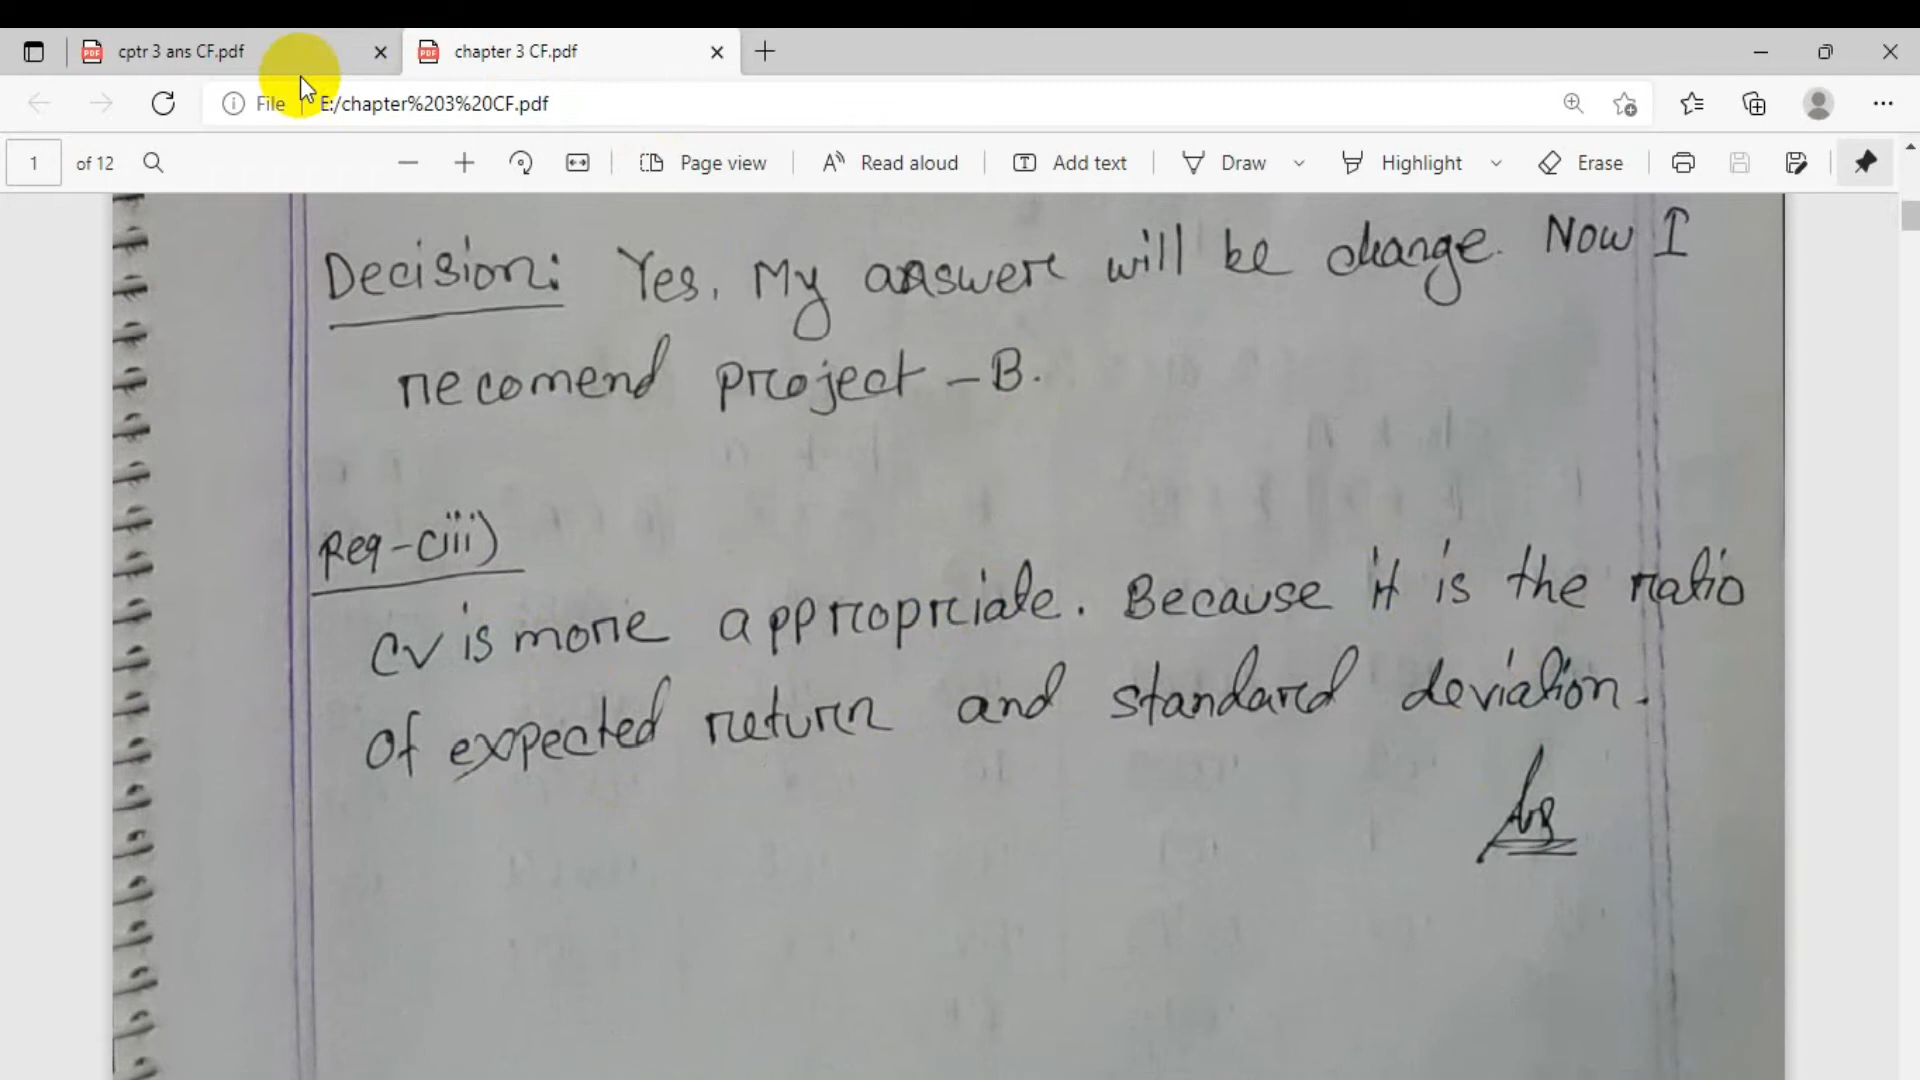 cptr 3 ans CF.pdf
chapter 3 CF.pdf
File
E:/chapter%203%20CF.pdf
1 of 12
Page view
Read aloud
Add text
Draw
Highlight
Erase
Decision: Yes, My answere will be change. Now I
recomend project - B.
Req-(iii)
CV is more appropriate. Because it is the ratio
of expected return and standard deviation.